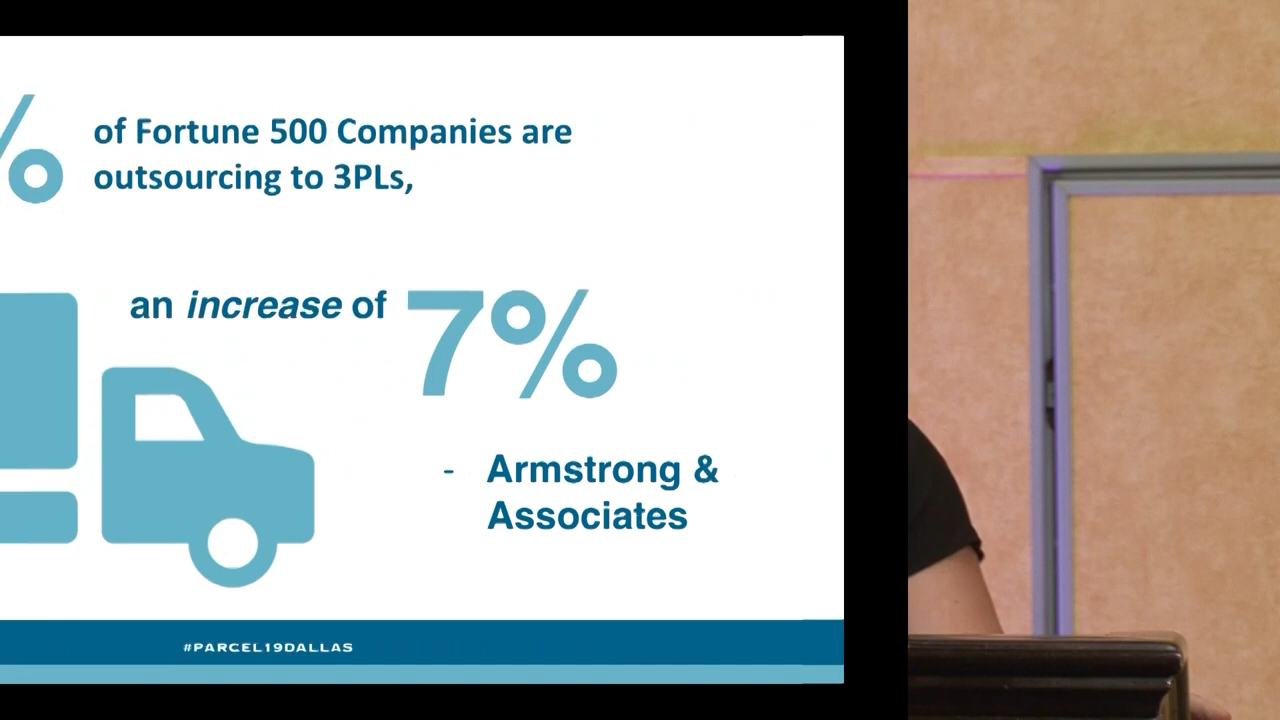 % of Fortune 500 Companies are
outsourcing to 3PLs,
an increase of 7%
- Armstrong &
Associates
#PARCEL19DALLAS